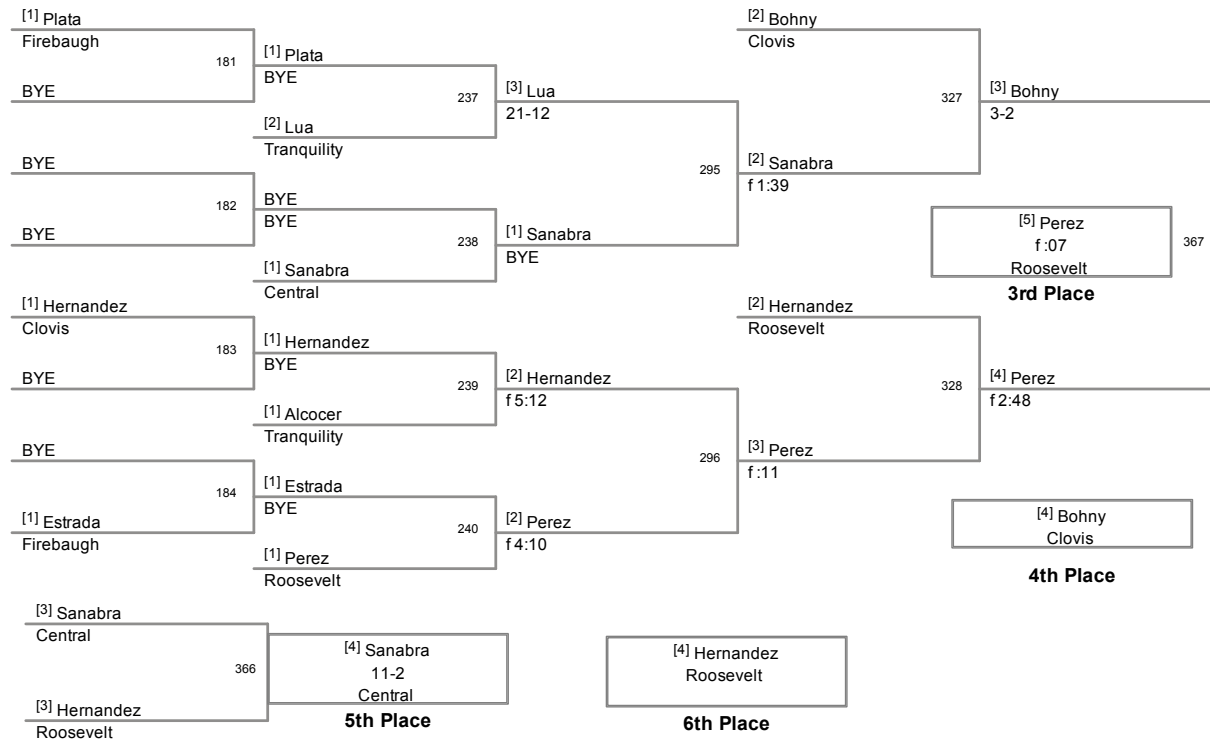 [1] Plata
Firebaugh
181
BYE
[1] Plata
BYE
237
[2] Lua
Tranquility
[3] Lua
21-12
BYE
182
BYE
BYE
BYE
238
[1] Sanabra
Central
[1] Sanabra
BYE
295
[2] Sanabra
f 1:39
[2] Bohny
Clovis
327
[3] Bohny
3-2
[5] Perez
f :07
Roosevelt
367
3rd Place
[1] Hernandez
Clovis
183
BYE
[1] Hernandez
BYE
239
[1] Alcocer
Tranquility
[2] Hernandez
f 5:12
BYE
184
[1] Estrada
Firebaugh
[1] Estrada
BYE
240
[1] Perez
Roosevelt
[2] Perez
f 4:10
296
[3] Perez
f :11
[2] Hernandez
Roosevelt
328
[4] Perez
f 2:48
[4] Bohny
Clovis
4th Place
[3] Sanabra
Central
366
[3] Hernandez
Roosevelt
[4] Sanabra
11-2
Central
5th Place
[4] Hernandez
Roosevelt
6th Place